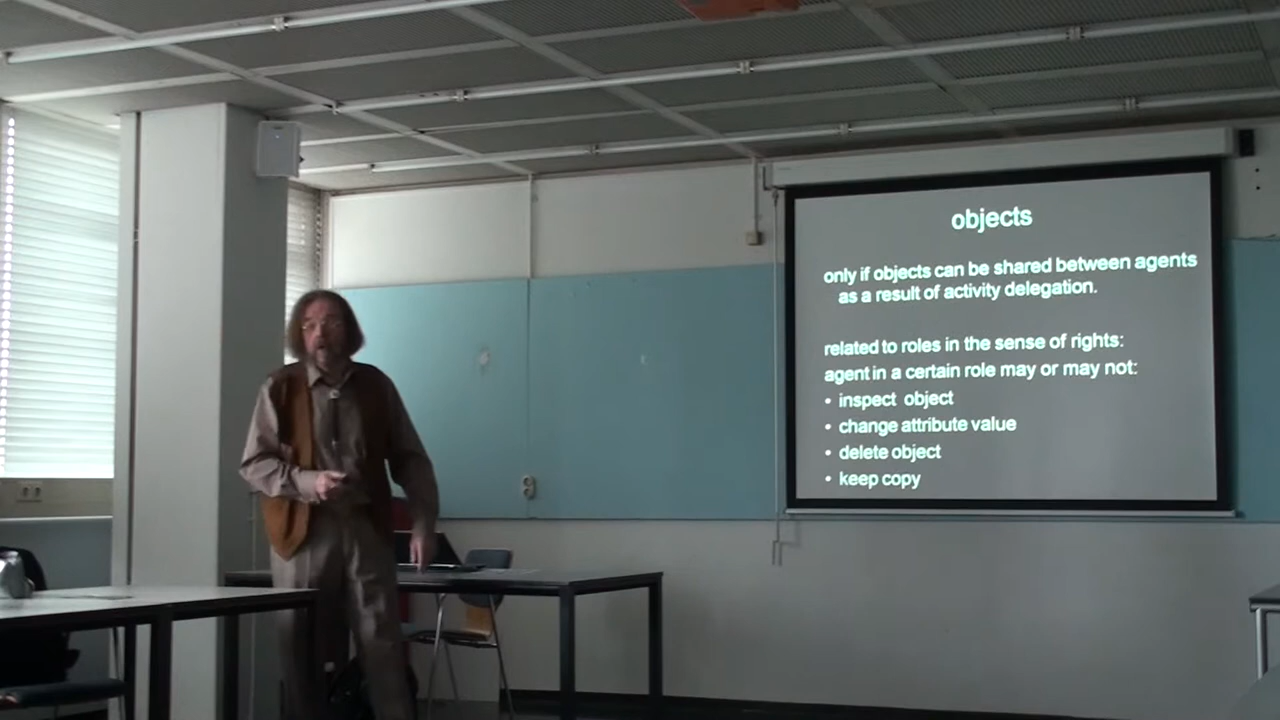 objects
only if objects can be shared between agents
as a result of activity delegation.
related to roles in the sense of rights:
agent in a certain role may or may not:
• inspect object
• change attribute value
• delete object
• keep copy